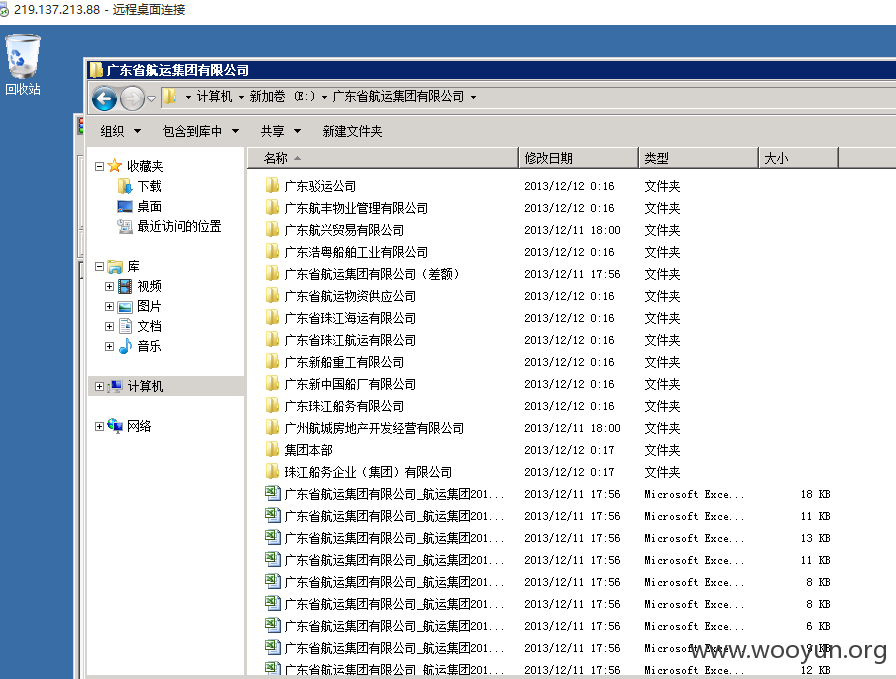 219.137.213.88 - 远程桌面连接
回收站
广东省航运集团有限公司
计算机 新加卷 (E:) 广东省航运集团有限公司
组织 包含到库中 共享 新建文件夹
名称 修改日期 类型 大小
收藏夹
下载
桌面
最近访问的位置
库
视频
图片
文档
音乐
计算机
网络
广东驳运公司 2013/12/12 0:16 文件夹
广东航丰物业管理有限公司 2013/12/12 0:16 文件夹
广东航兴贸易有限公司 2013/12/11 18:00 文件夹
广东浩粤船舶工业有限公司 2013/12/12 0:16 文件夹
广东省航运集团有限公司（差额） 2013/12/11 17:56 文件夹
广东省航运物资供应公司 2013/12/12 0:16 文件夹
广东省珠江海运有限公司 2013/12/12 0:16 文件夹
广东省珠江航运有限公司 2013/12/12 0:16 文件夹
广东新船重工有限公司 2013/12/12 0:16 文件夹
广东新中国船厂有限公司 2013/12/12 0:16 文件夹
广东珠江船务有限公司 2013/12/12 0:16 文件夹
广州航城房地产开发经营有限公司 2013/12/11 18:00 文件夹
集团本部 2013/12/12 0:17 文件夹
珠江船务企业（集团）有限公司 2013/12/12 0:17 文件夹
广东省航运集团有限公司_航运集团201... 2013/12/11 17:56 Microsoft Exce... 18 KB
广东省航运集团有限公司_航运集团201... 2013/12/11 17:56 Microsoft Exce... 11 KB
广东省航运集团有限公司_航运集团201... 2013/12/11 17:56 Microsoft Exce... 13 KB
广东省航运集团有限公司_航运集团201... 2013/12/11 17:56 Microsoft Exce... 11 KB
广东省航运集团有限公司_航运集团201... 2013/12/11 17:56 Microsoft Exce... 8 KB
广东省航运集团有限公司_航运集团201... 2013/12/11 17:56 Microsoft Exce... 8 KB
广东省航运集团有限公司_航运集团201... 2013/12/11 17:56 Microsoft Exce... 6 KB
广东省航运集团有限公司_航运集团201... 2013/12/11 17:56 Microsoft Exce... 9 KB
广东省航运集团有限公司_航运集团201... 2013/12/11 17:56 Microsoft Exce... 12 KB
www.wooyun.org